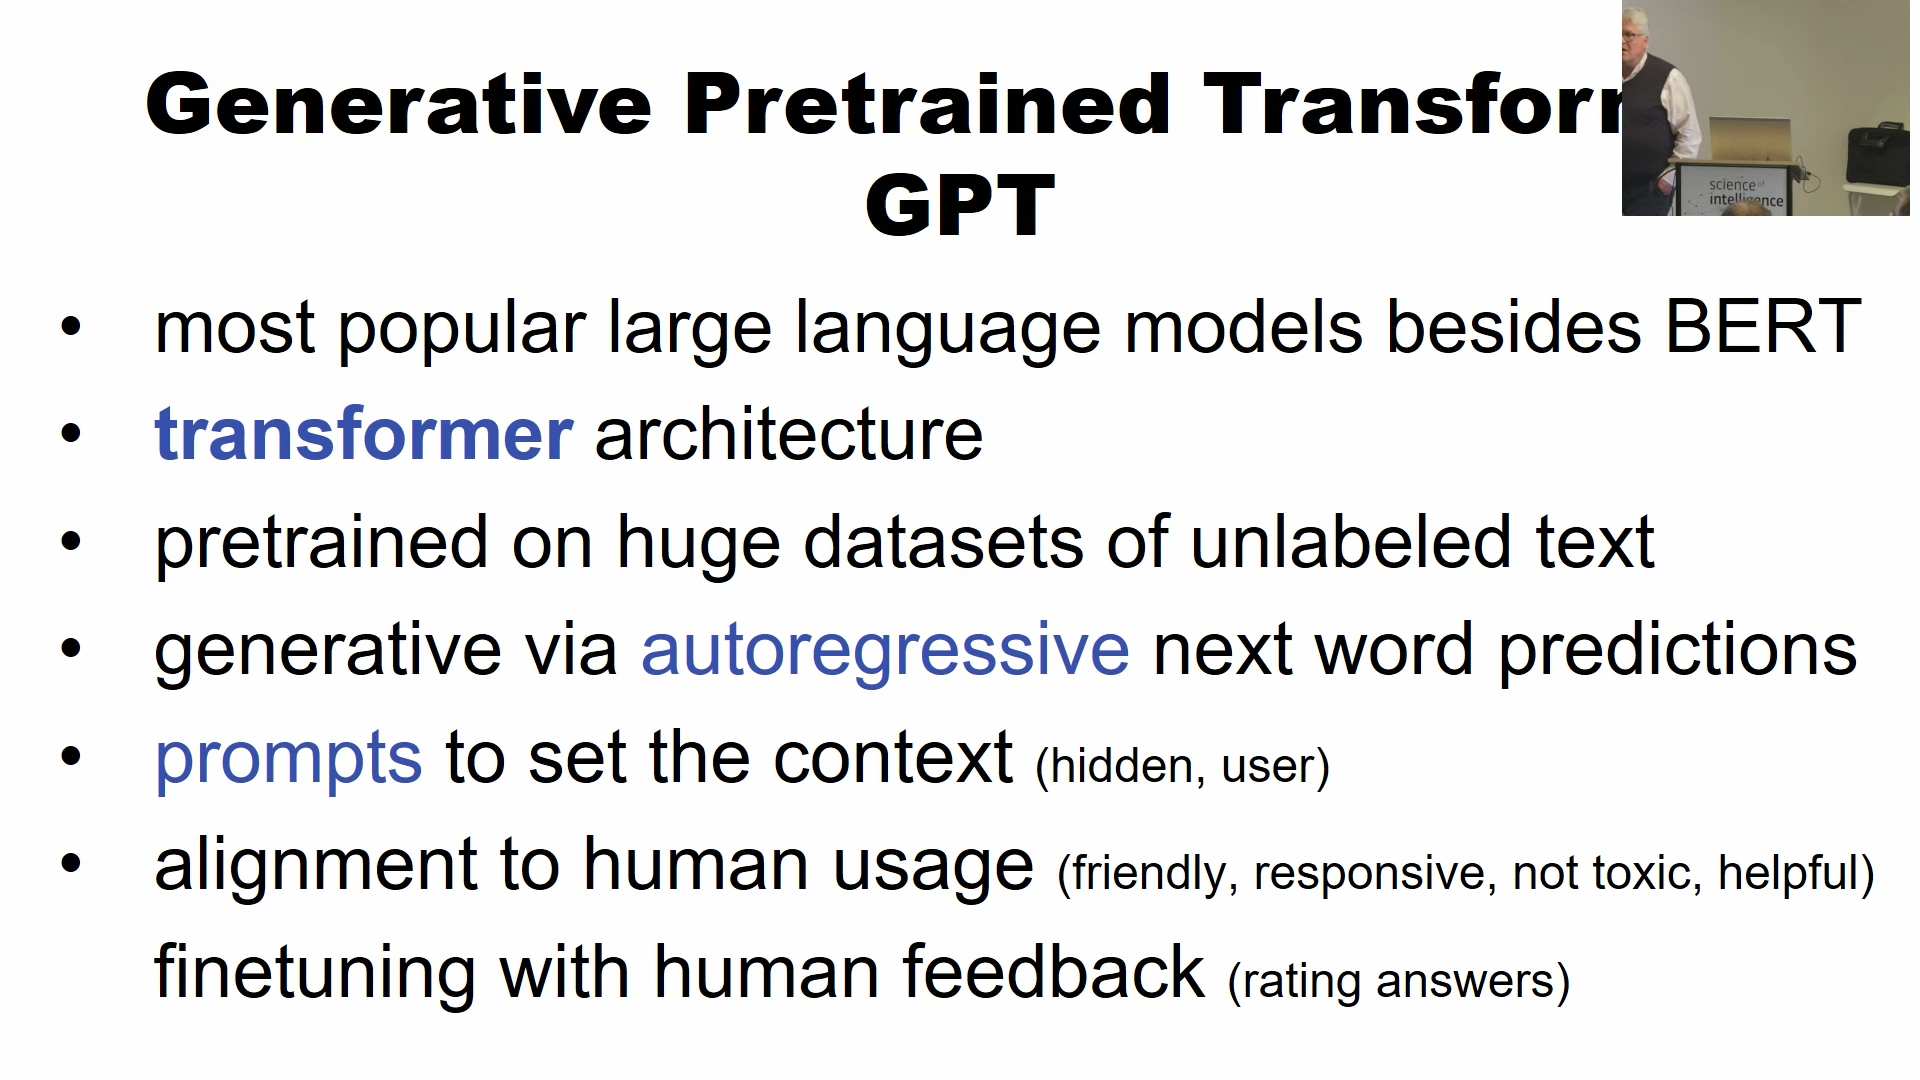 Generative Pretrained Transfor
GPT
• most popular large language models besides BERT
• transformer architecture
• pretrained on huge datasets of unlabeled text
• generative via autoregressive next word predictions
• prompts to set the context (hidden, user)
• alignment to human usage (friendly, responsive, not toxic, helpful)
finetuning with human feedback (rating answers)
science of
intelligence